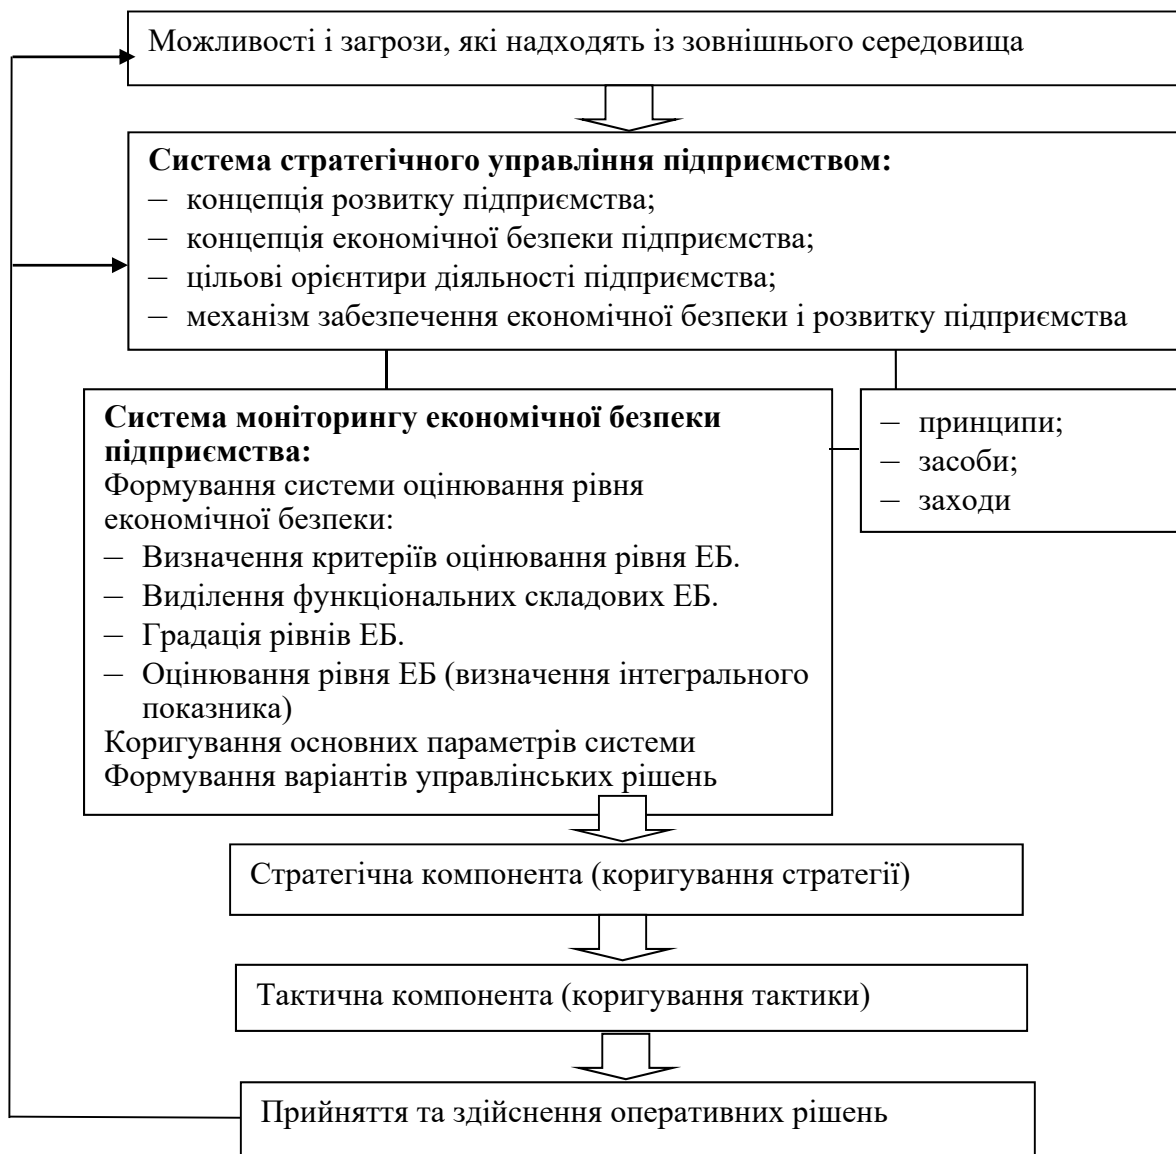 Можливості і загрози, які надходять із зовнішнього середовища
Система стратегічного управління підприємством:
– концепція розвитку підприємства;
– концепція економічної безпеки підприємства;
– цільові орієнтири діяльності підприємства;
– механізм забезпечення економічної безпеки і розвитку підприємства
Система моніторингу економічної безпеки
підприємства:
Формування системи оцінювання рівня
економічної безпеки:
– Визначення критеріїв оцінювання рівня ЕБ.
– Виділення функціональних складових ЕБ.
– Градація рівнів ЕБ.
– Оцінювання рівня ЕБ (визначення інтегрального
показника)
Коригування основних параметрів системи
Формування варіантів управлінських рішень
– принципи;
– засоби;
– заходи
Стратегічна компонента (коригування стратегії)
Тактична компонента (коригування тактики)
Прийняття та здійснення оперативних рішень